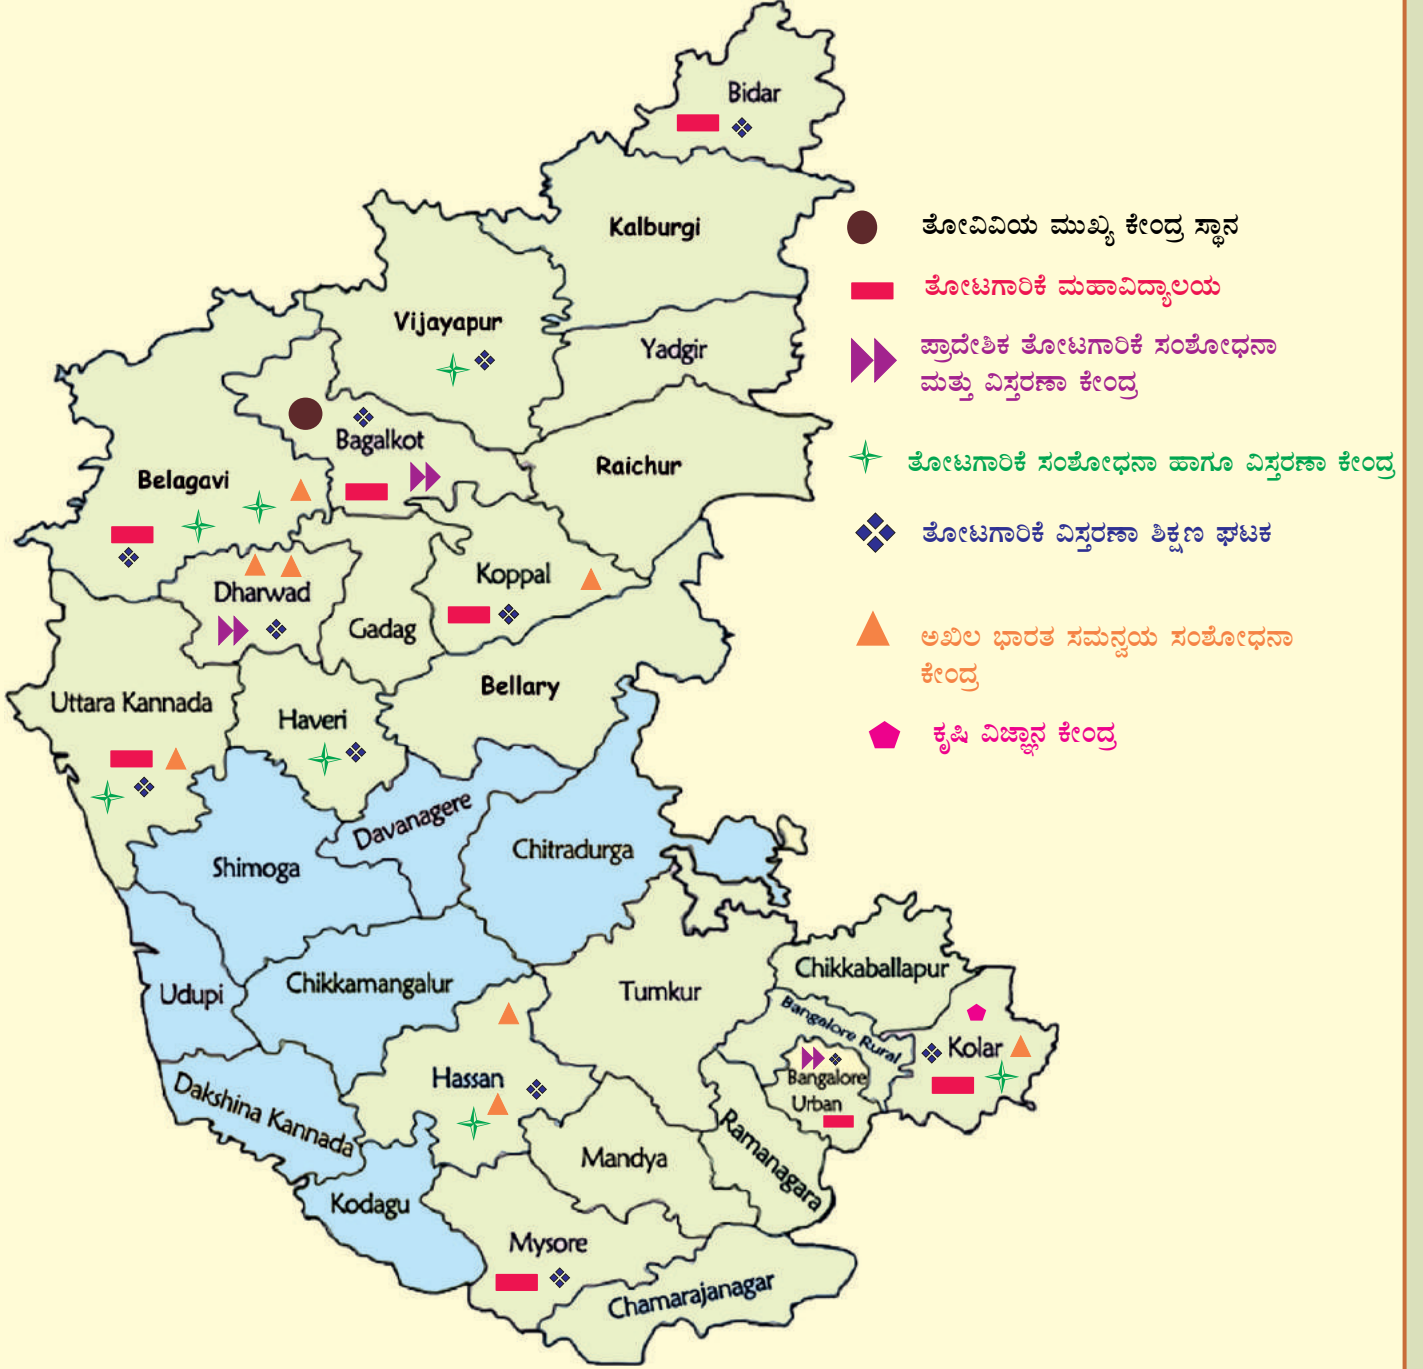 Bidar
Kalburgi
ತೋವಿವಿಯ ಮುಖ್ಯ ಕೇಂದ್ರ ಸ್ಥಾನ
ತೋಟಗಾರಿಕೆ ಮಹಾವಿದ್ಯಾಲಯ
Vijayapur
Yadgir
ಪ್ರಾದೇಶಿಕ ತೋಟಗಾರಿಕೆ ಸಂಶೋಧನಾ
ಮತ್ತು ವಿಸ್ತರಣಾ ಕೇಂದ್ರ
Bagalkot
Raichur
Belagavi
ತೋಟಗಾರಿಕೆ ಸಂಶೋಧನಾ ಹಾಗೂ ವಿಸ್ತರಣಾ ಕೇಂದ್ರ
ತೋಟಗಾರಿಕೆ ವಿಸ್ತರಣಾ ಶಿಕ್ಷಣ ಘಟಕ
Koppal
Dharwad
Gadag
ಅಖಿಲ ಭಾರತ ಸಮನ್ವಯ ಸಂಶೋಧನಾ
ಕೇಂದ್ರ
Bellary
Uttara Kannada
Haveri
ಕೃಷಿ ವಿಜ್ಞಾನ ಕೇಂದ್ರ
Davanagere
Chitradurga
Shimoga
Chikkaballapur
Chikkamangalur
Tumkur
Udupi
Bangalore Rural
Kolar
Hassan
Bangalore
Urban
Dakshina Kannada
Mandya
Ramanagara
Kodagu
Mysore
Chamarajanagar